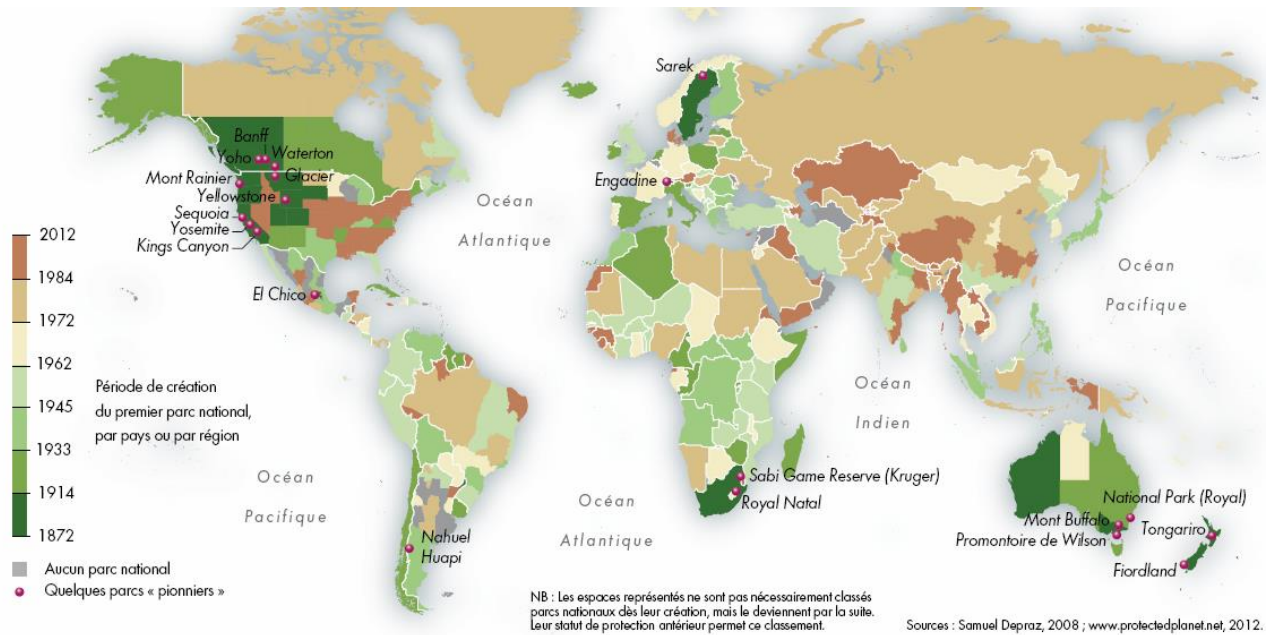 Sarek
Banff
Yoho
Waterton
Mont Rainier
Glacier
Engadine
Yellowstone
Sequoia
Yosemite
Kings Canyon
Océan
Atlantique
2012
1984
1972
1962
1945
1933
1914
1872
Océan
Pacifique
El Chico
Période de création
du premier parc national,
par pays ou par région
Océan
Indien
Océan
Pacifique
Océan
Atlantique
Sabi Game Reserve (Kruger)
Royal Natal
National Park (Royal)
Mont Buffalo
Tongariro
Promontoire de Wilson
Nahuel
Huapi
Fiordland
Aucun parc national
Quelques parcs « pionniers »
NB : Les espaces représentés ne sont pas nécessairement classés
parcs nationaux dès leur création, mais le deviennent par la suite.
Leur statut de protection antérieur permet ce classement.
Sources : Samuel Depraz, 2008 ; www.protectedplanet.net, 2012.